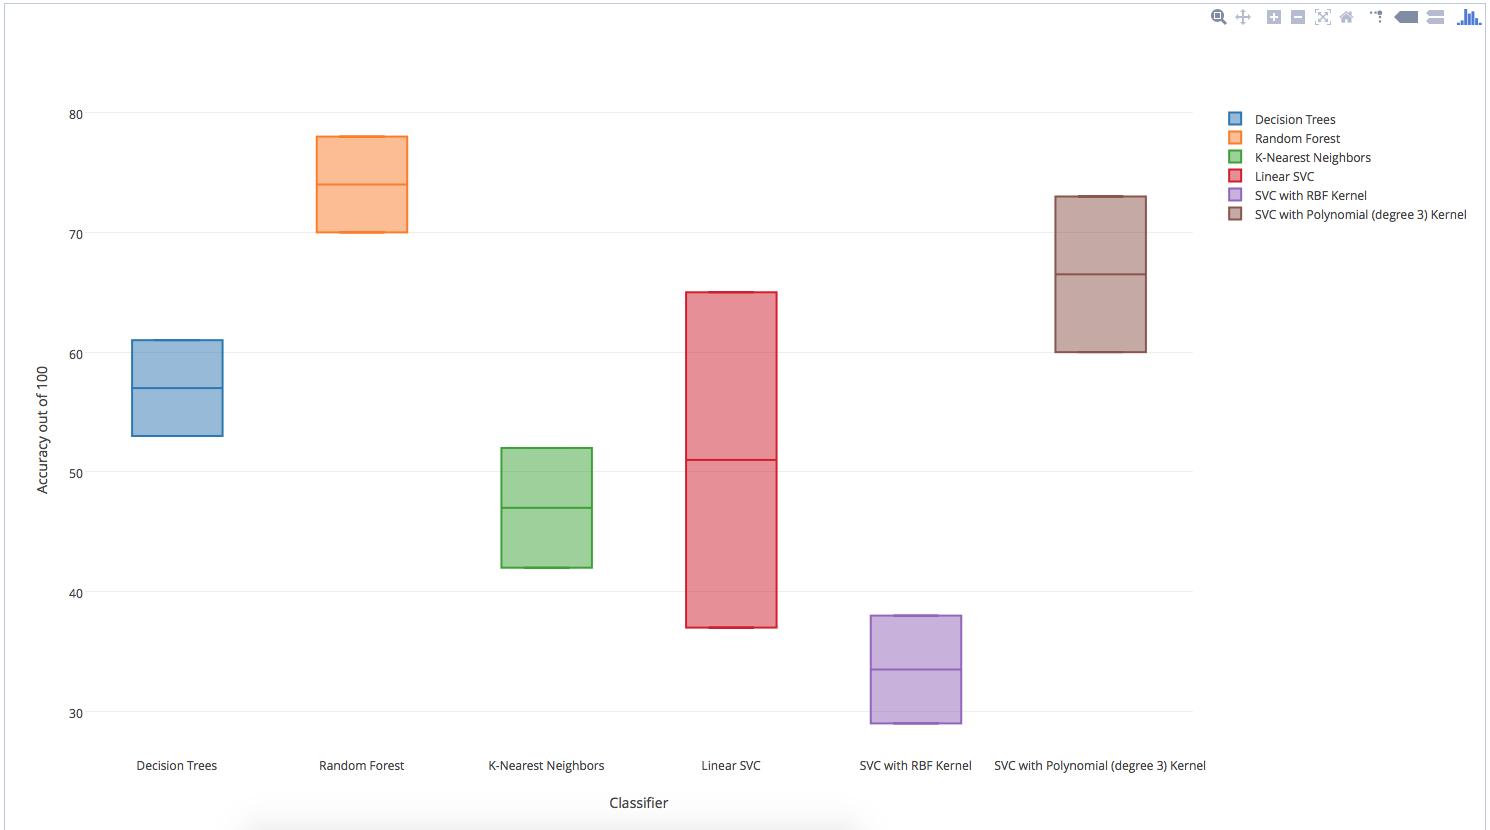 80
70
60
50
40
30
Accuracy out of 100
Decision Trees
Random Forest
K-Nearest Neighbors
Linear SVC
SVC with RBF Kernel
SVC with Polynomial (degree 3) Kernel
Classifier
Decision Trees
Random Forest
K-Nearest Neighbors
Linear SVC
SVC with RBF Kernel
SVC with Polynomial (degree 3) Kernel